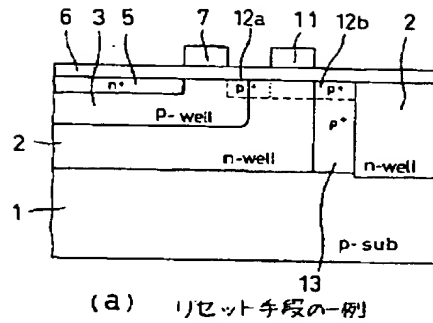 6 3 5 7 12a 11 12b 2
n+ p+ p+
p-well p+
2 n-well n-well
1 p-sub
13
(a) リセット手段の一例